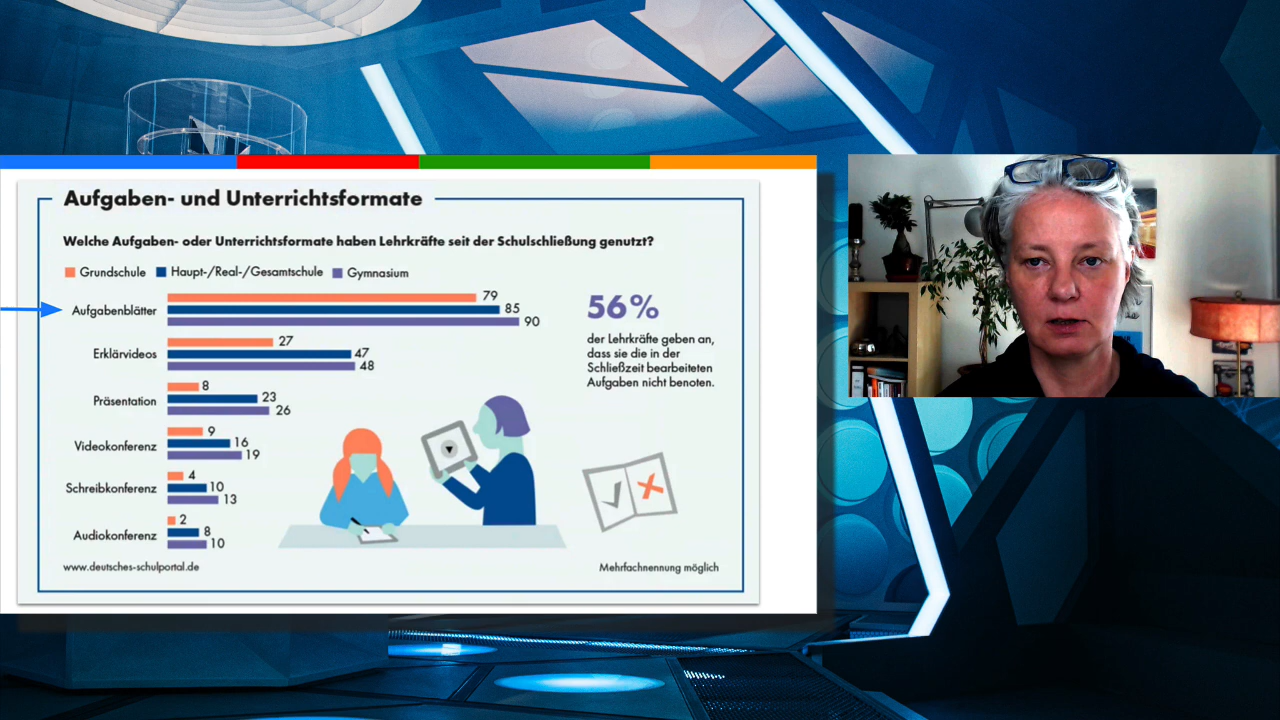 Aufgaben- und Unterrichtsformate
Welche Aufgaben- oder Unterrichtsformate haben Lehrkräfte seit der Schulschließung genutzt?
Grundschule Haupt-/Real-/Gesamtschule Gymnasium
Aufgabenblätter 79 85 90
Erklärvideos 27 47 48
Präsentation 8 23 26
Videokonferenz 9 16 19
Schreibkonferenz 4 10 13
Audiokonferenz 2 8 10
56%
der Lehrkräfte geben an,
dass sie die in der
Schließzeit bearbeiteten
Aufgaben nicht benoten.
www.deutsches-schulportal.de
Mehrfachnennung möglich